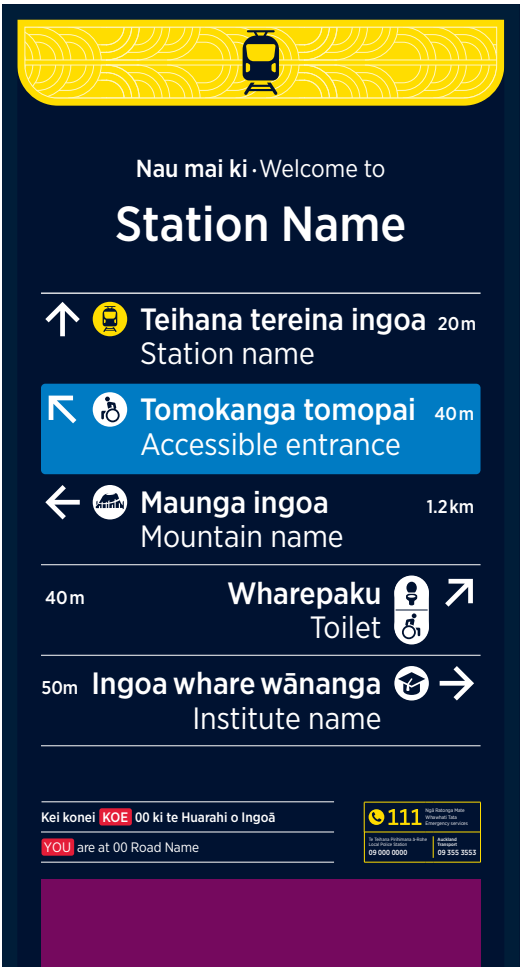 Nau mai ki · Welcome to
Station Name
Teihana tereina ingoa 20m
Station name
Tomokanga tomopai 40m
Accessible entrance
Maunga ingoa 1.2km
Mountain name
40m Wharepaku
Toilet
50m Ingoa whare wānanga
Institute name
Kei konei KOE 00 ki te Huarahi o Ingoā
YOU are at 00 Road Name
111
Ngā Ratonga Mate
Whawhati Tata
Emergency services
Te Teihana Pirihimana ā-Rohe
Local Police Station
09 000 0000
Auckland
Transport
09 355 3553